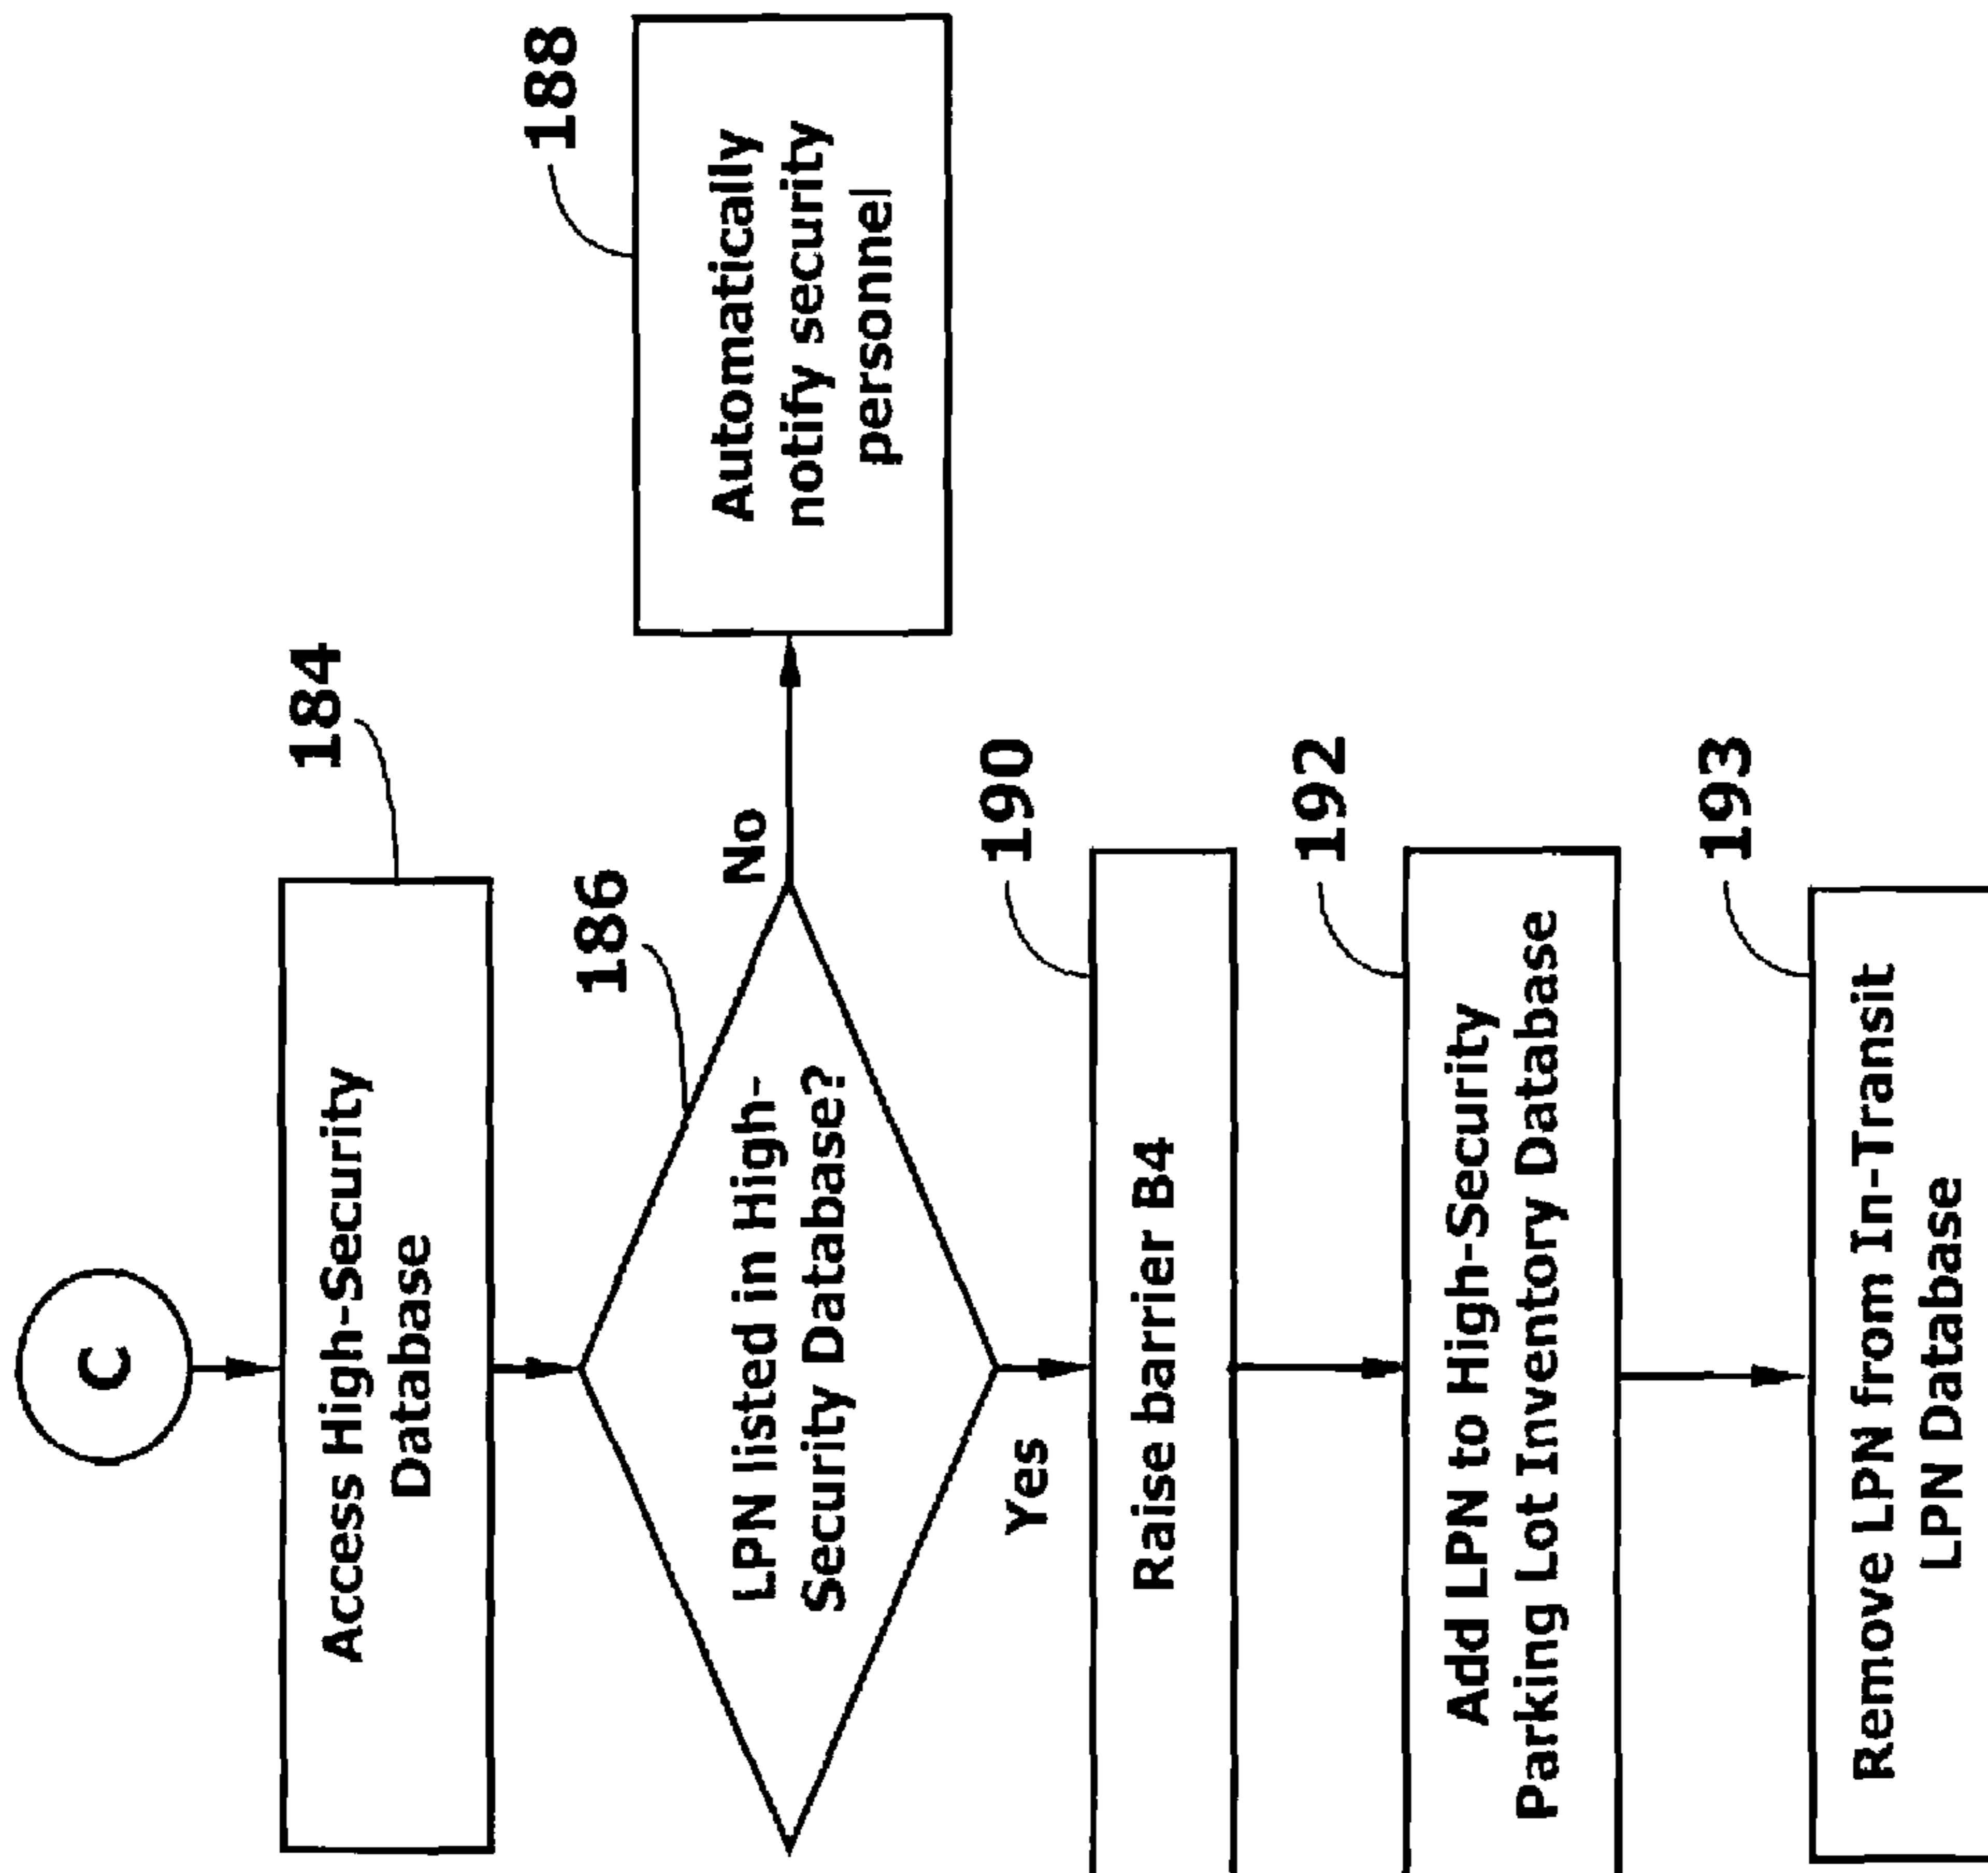 C
184
Access High-Security
Database
186
LPN listed in High-
Security Database?
No
188
Automatically
notify security
personnel
Yes
190
Raise barrier B4
192
Add LPN to High-Security
Parking Lot Inventory Database
193
Remove LPN from In-Transit
LPN Database